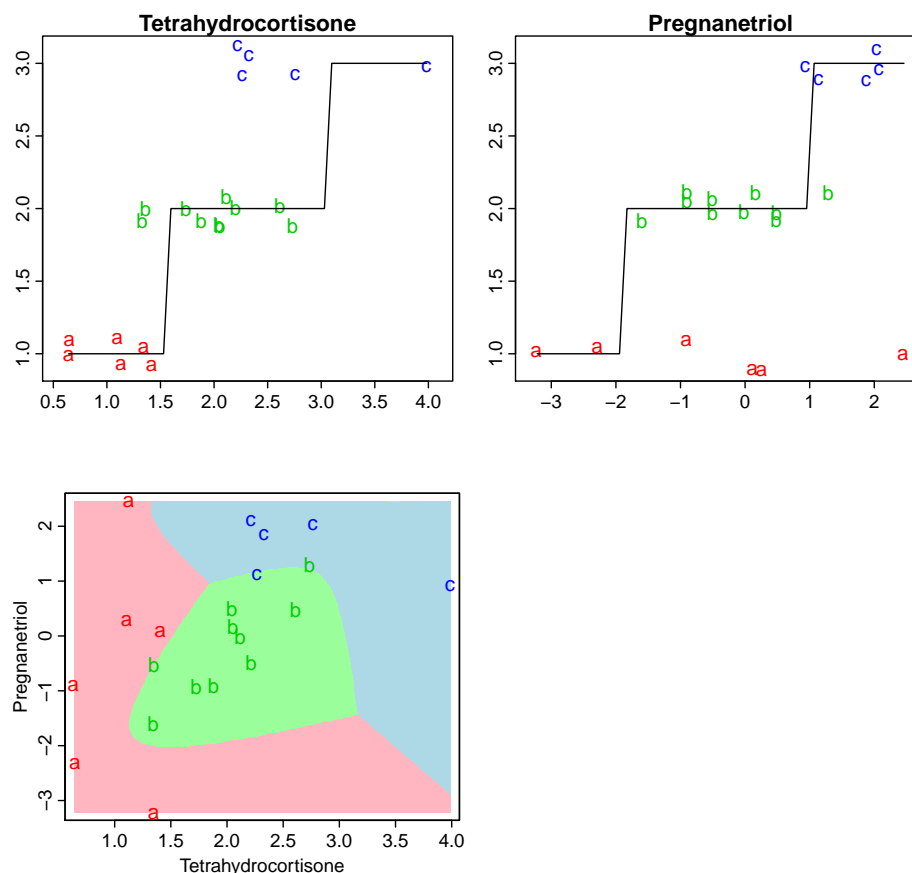 Tetrahydrocortisone
3.0
2.5
2.0
1.5
1.0
0.5 1.0 1.5 2.0 2.5 3.0 3.5 4.0
c
c
c c c
b
b b b b
b b b b b
a a
a a
a a
Pregnanetriol
3.0
2.5
2.0
1.5
1.0
−3 −2 −1 0 1 2
c
c c
c c
b b b
b b
b b b
b b
a
a a a
a a
Pregnanetriol
2
1
0
−1
−2
−3
1.0 1.5 2.0 2.5 3.0 3.5 4.0
Tetrahydrocortisone
a
c c
c
c
c
b
b b
a b
a b
b b
a b b
b
a
a